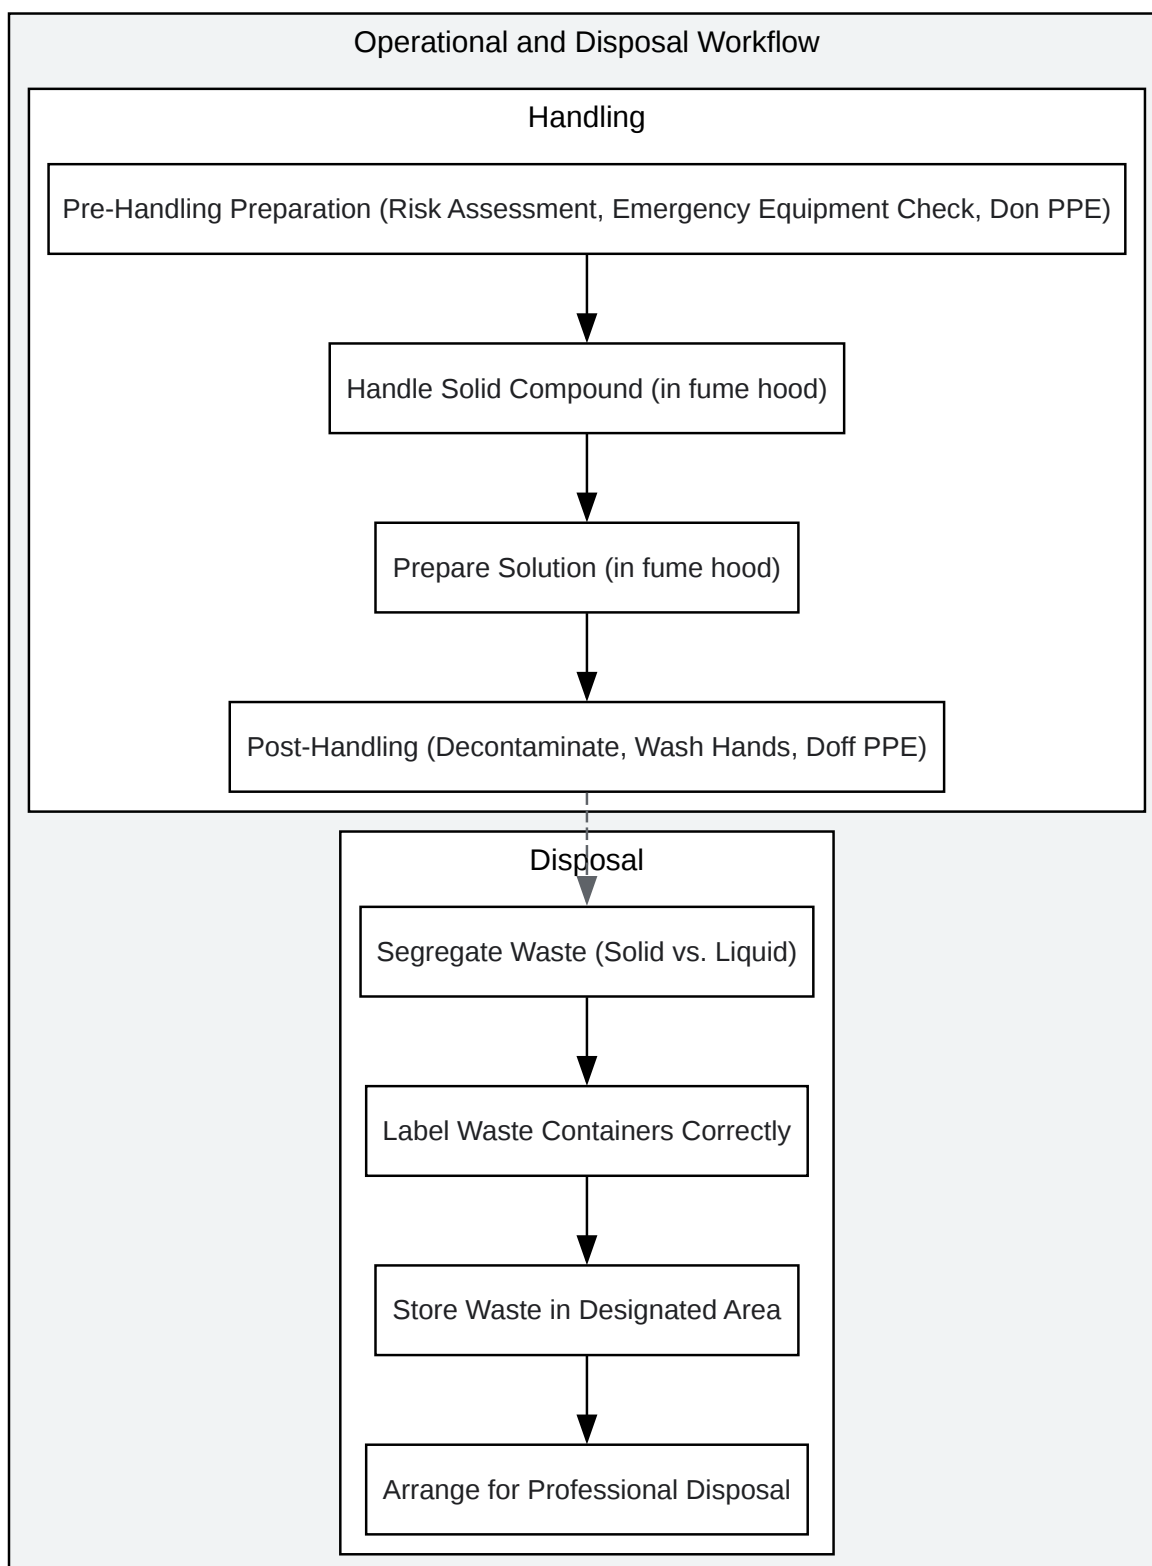 Operational and Disposal Workflow
Handling
Pre-Handling Preparation (Risk Assessment, Emergency Equipment Check, Don PPE)
Handle Solid Compound (in fume hood)
Prepare Solution (in fume hood)
Post-Handling (Decontaminate, Wash Hands, Doff PPE)
Disposal
Segregate Waste (Solid vs. Liquid)
Label Waste Containers Correctly
Store Waste in Designated Area
Arrange for Professional Disposal